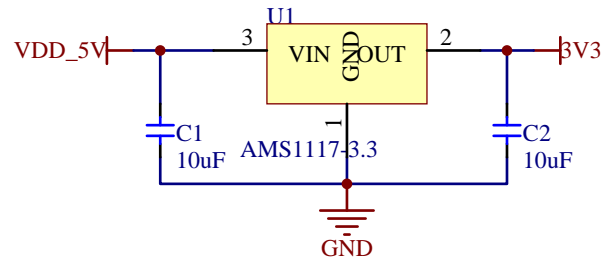 U1
VDD_5V
3
VIN
GND
OUT
2
3V3
1
C1
10uF
AMS1117-3.3
C2
10uF
GND